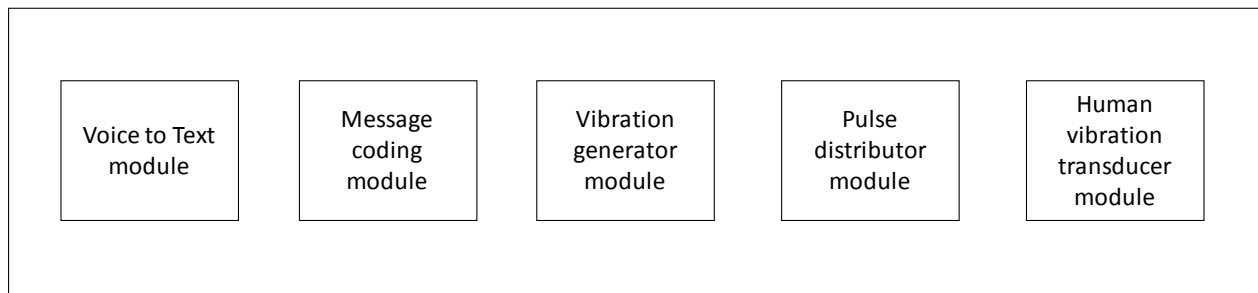 Voice to Text
module
Message
coding
module
Vibration
generator
module
Pulse
distributor
module
Human
vibration
transducer
module